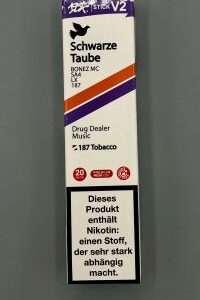 STICK V2
Schwarze
Taube
BONEZ MC
SA4
LX
187
Drug Dealer
Music
187 Tobacco
20
Dieses
Produkt
enthält
Nikotin:
einen Stoff,
der sehr stark
abhängig
macht.